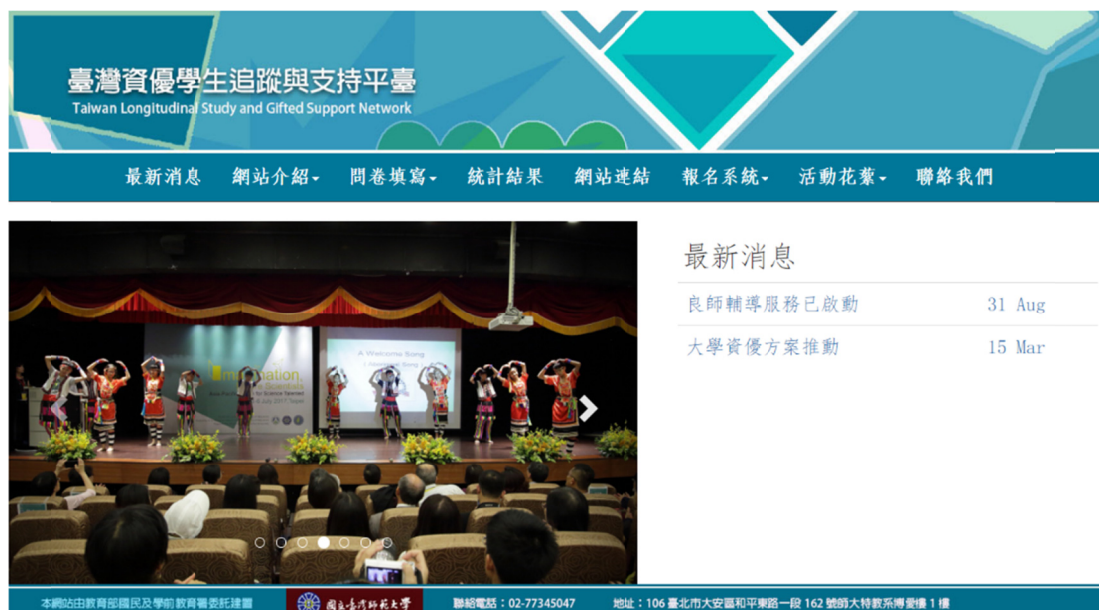 臺灣資優學生追蹤與支持平臺
Taiwan Longitudinal Study and Gifted Support Network
最新消息 網站介紹 問卷填寫 統計結果 網站連結 報名系統 活動花絮 聯絡我們
最新消息
良師輔導服務已啟動 31 Aug
大學資優方案推動 15 Mar
A Welcome Song
本網站由教育部國民及學前教育署委託建置 國立臺灣師範大學 聯絡電話：02-77345047 地址：106 臺北市大安區和平東路一段 162 號師大特教系博愛樓 1 樓